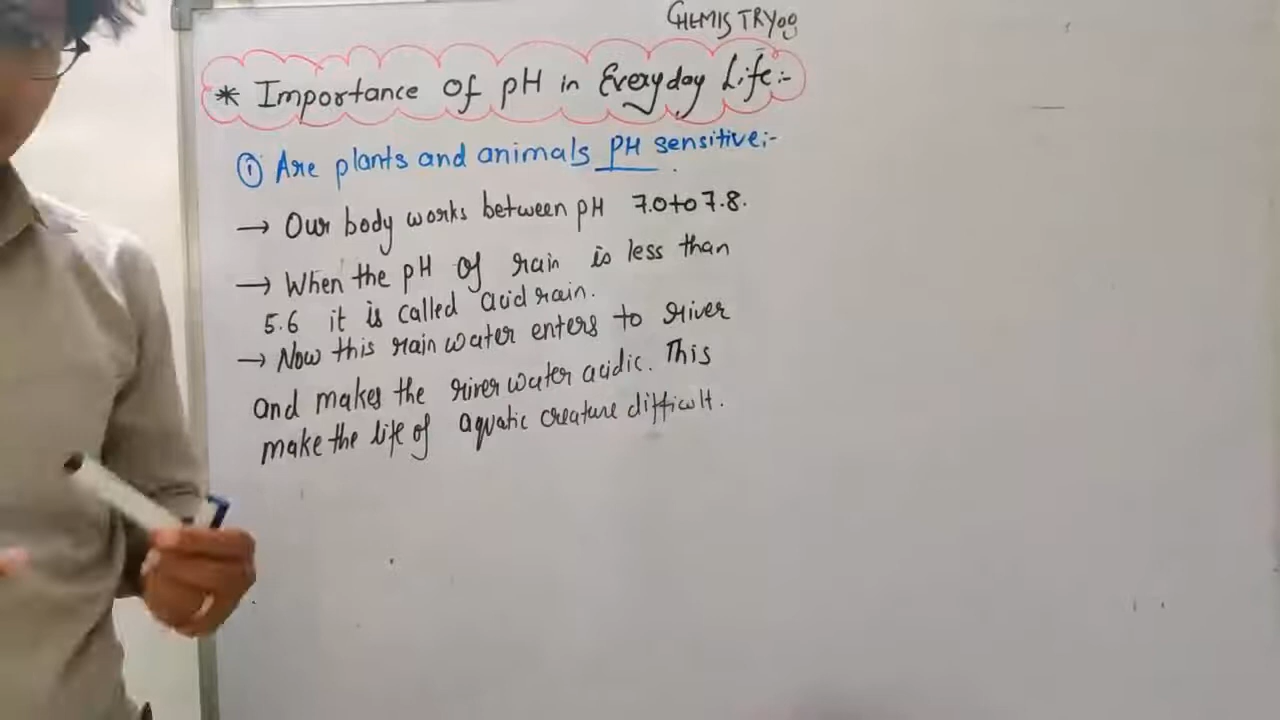 CHEMISTRY09
* Importance of pH in Everyday Life:-
① Are plants and animals PH sensitive:-
→ Our body works between pH 7.0 to 7.8.
→ When the pH of rain is less than
5.6 it is called acid rain.
→ Now this rain water enters to river
and makes the river water acidic. This
make the life of aquatic creature difficult.